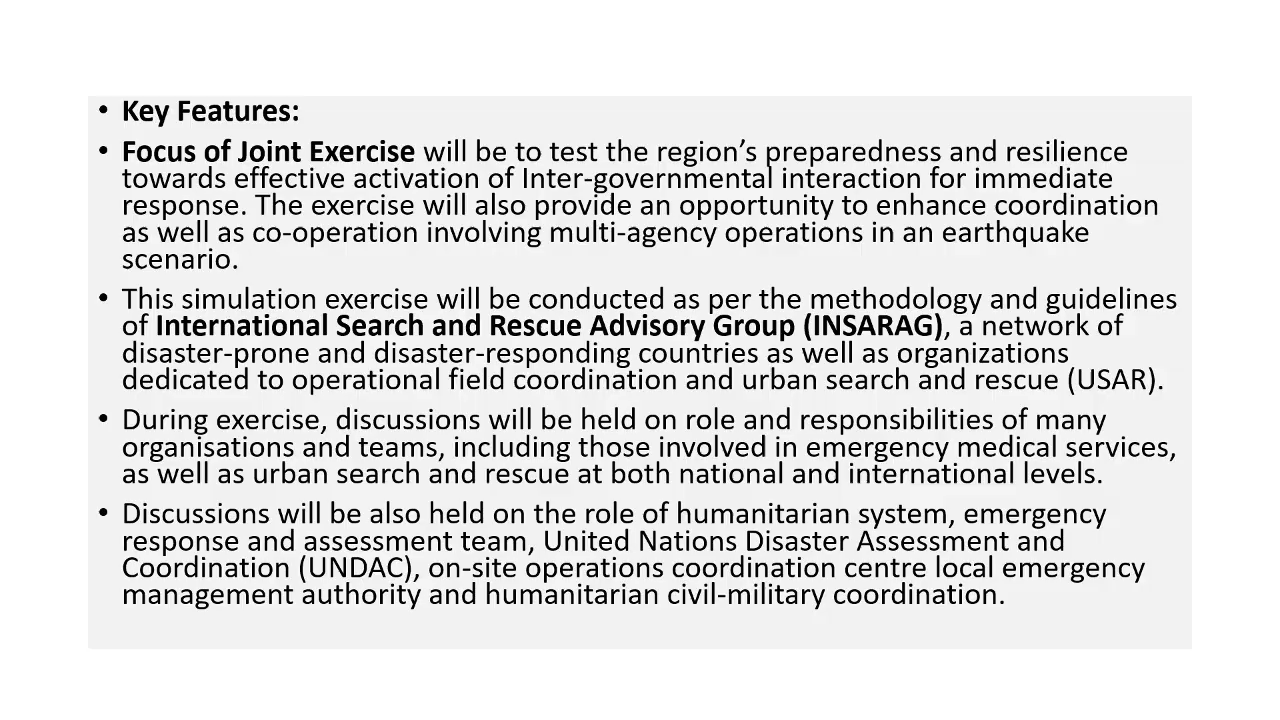 • Key Features:
• Focus of Joint Exercise will be to test the region’s preparedness and resilience
towards effective activation of Inter-governmental interaction for immediate
response. The exercise will also provide an opportunity to enhance coordination
as well as co-operation involving multi-agency operations in an earthquake
scenario.
• This simulation exercise will be conducted as per the methodology and guidelines
of International Search and Rescue Advisory Group (INSARAG), a network of
disaster-prone and disaster-responding countries as well as organizations
dedicated to operational field coordination and urban search and rescue (USAR).
• During exercise, discussions will be held on role and responsibilities of many
organisations and teams, including those involved in emergency medical services,
as well as urban search and rescue at both national and international levels.
• Discussions will be also held on the role of humanitarian system, emergency
response and assessment team, United Nations Disaster Assessment and
Coordination (UNDAC), on-site operations coordination centre local emergency
management authority and humanitarian civil-military coordination.